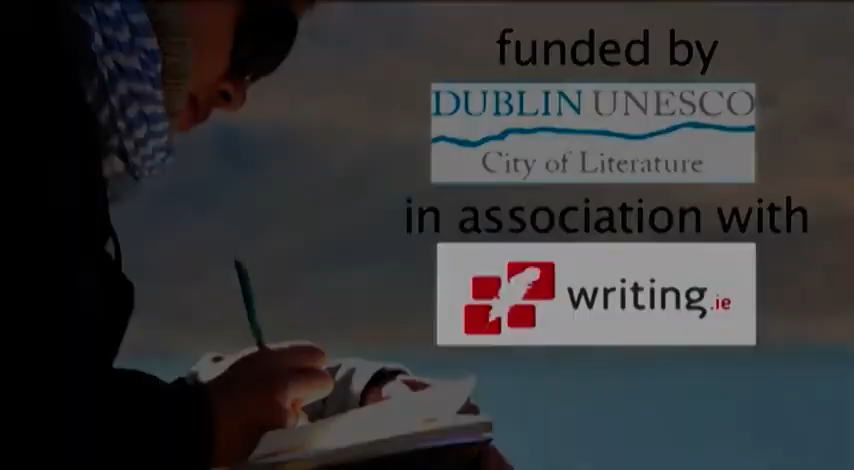 funded by
DUBLIN UNESCO
City of Literature
in association with
writing.ie